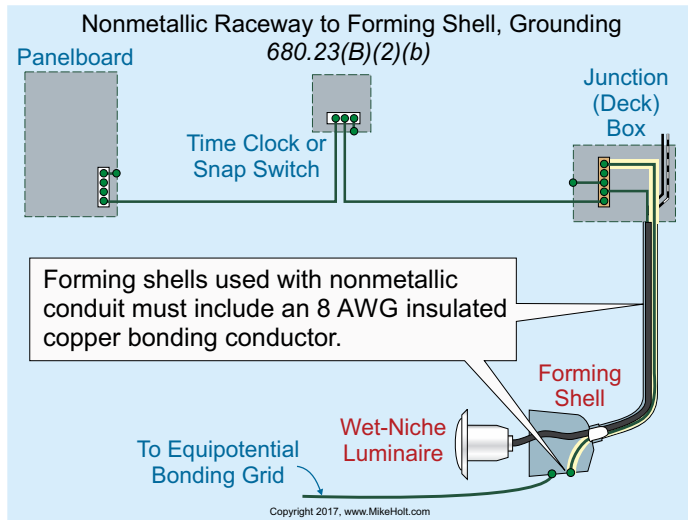 Nonmetallic Raceway to Forming Shell, Grounding
680.23(B)(2)(b)
Panelboard
Time Clock or
Snap Switch
Junction
(Deck)
Box
Forming shells used with nonmetallic
conduit must include an 8 AWG insulated
copper bonding conductor.
Forming
Shell
Wet-Niche
Luminaire
To Equipotential
Bonding Grid
Copyright 2017, www.MikeHolt.com